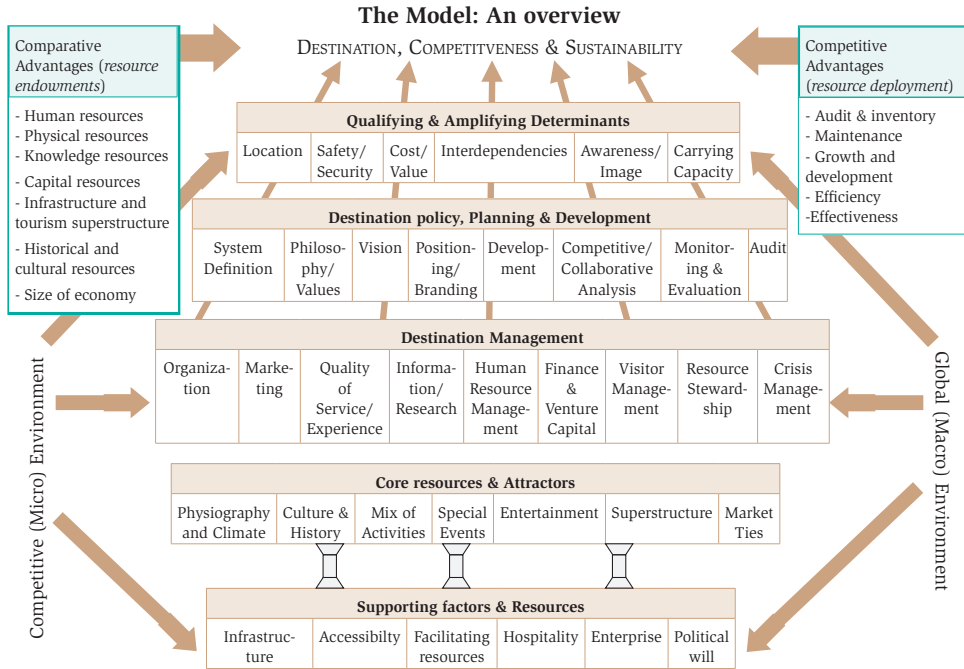 The Model: An overview
DESTINATION, COMPETITVENESS & SUSTAINABILITY
Comparative
Advantages (resource
endowments)
- Human resources
- Physical resources
- Knowledge resources
- Capital resources
- Infrastructure and
tourism superstructure
- Historical and
cultural resources
- Size of economy
Competitive
Advantages
(resource deployment)
- Audit & inventory
- Maintenance
- Growth and
development
- Efficiency
-Effectiveness
Qualifying & Amplifying Determinants
Location
Safety/
Security
Cost/
Value
Interdependencies
Awareness/
Image
Carrying
Capacity
Destination policy, Planning & Development
System
Definition
Philoso-
phy/
Values
Vision
Position-
ing/
Branding
Develop-
ment
Competitive/
Collaborative
Analysis
Monitor-
ing &
Evaluation
Audit
Destination Management
Organiza-
tion
Marke-
ting
Quality
of
Service/
Experience
Informa-
tion/
Research
Human
Resource
Manage-
ment
Finance
&
Venture
Capital
Visitor
Manage-
ment
Resource
Steward-
ship
Crisis
Manage-
ment
Core resources & Attractors
Physiography
and Climate
Culture &
History
Mix of
Activities
Special
Events
Entertainment
Superstructure
Market
Ties
Supporting factors & Resources
Infrastruc-
ture
Accessibilty
Facilitating
resources
Hospitality
Enterprise
Political
will
Competitive (Micro) Environment
Global (Macro) Environment